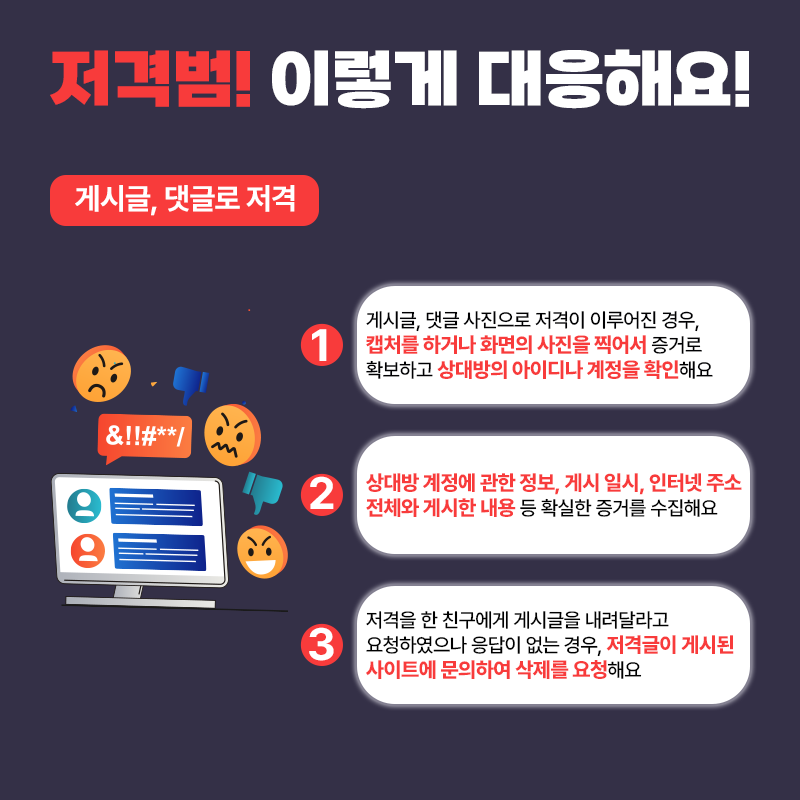 저격범! 이렇게 대응해요!
게시글, 댓글로 저격
1
게시글, 댓글 사진으로 저격이 이루어진 경우,
캡처를 하거나 화면의 사진을 찍어서 증거로
확보하고 상대방의 아이디나 계정을 확인해요
&!!#**/
2
상대방 계정에 관한 정보, 게시 일시, 인터넷 주소
전체와 게시한 내용 등 확실한 증거를 수집해요
3
저격을 한 친구에게 게시글을 내려달라고
요청하였으나 응답이 없는 경우, 저격글이 게시된
사이트에 문의하여 삭제를 요청해요